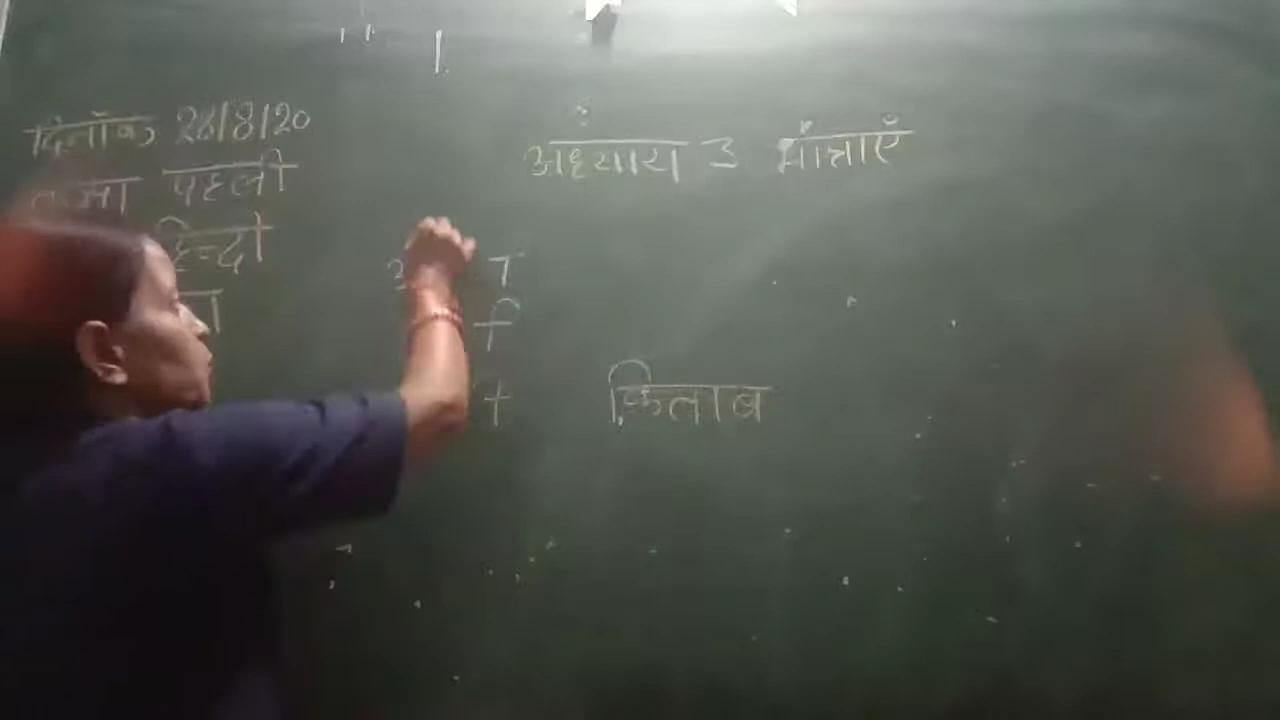 दिनाँक 28/8/20
अध्याय 3 मात्राएँ
कक्षा पहली
हिन्दी
ा
ि
किताब